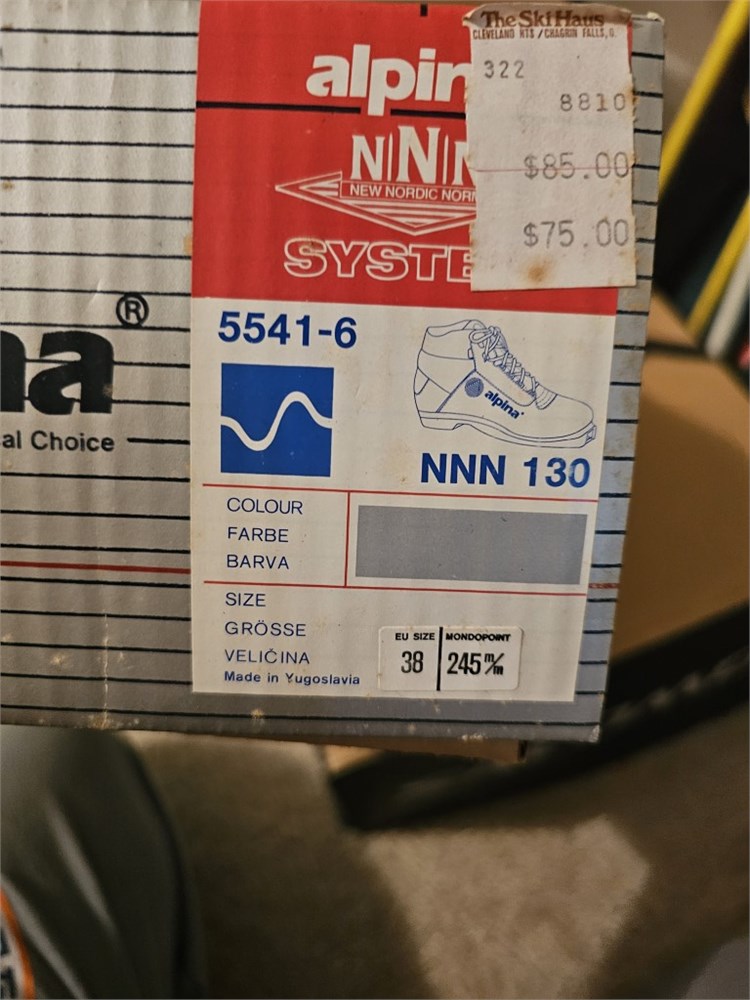 The Ski Haus
CLEVELAND HTS / CHAGRIN FALLS, O.
322
8810
$85.00
$75.00
alpin
NNN
NEW NORDIC NOR
SYSTE
5541-6
alpina
NNN 130
COLOUR
FARBE
BARVA
SIZE
GRÖSSE
VELIČINA
Made in Yugoslavia
EU SIZE
38
MONDOPOINT
245 m/m
na®
al Choice